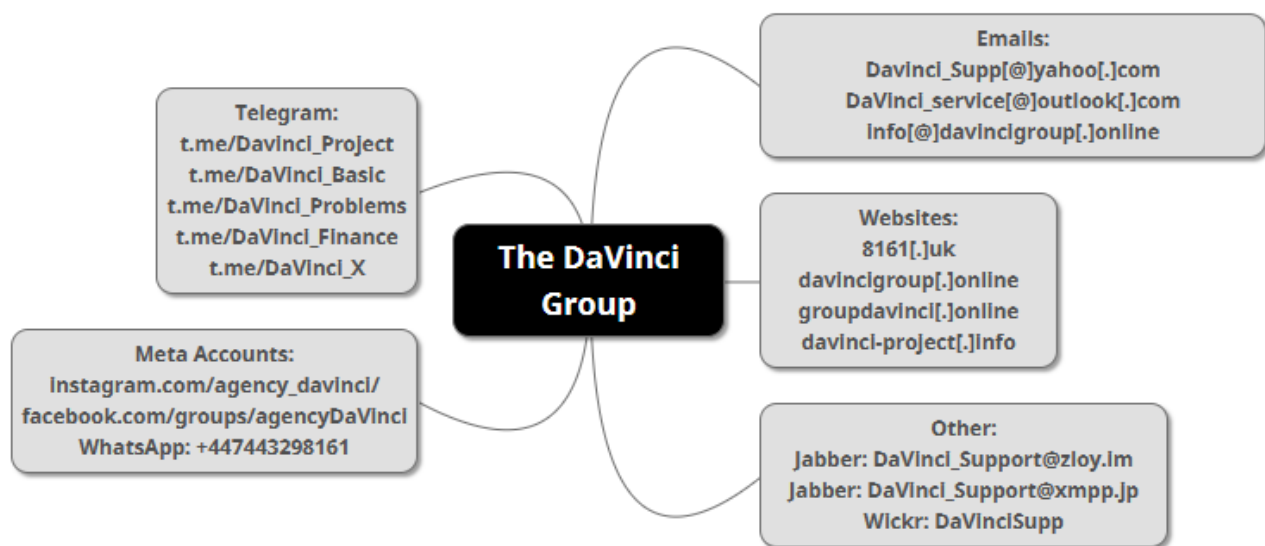 Emails:
Davinci_Supp[@]yahoo[.]com
DaVinci_service[@]outlook[.]com
info[@]davincigroup[.]online
Telegram:
t.me/Davinci_Project
t.me/DaVinci_Basic
t.me/DaVinci_Problems
t.me/DaVinci_Finance
t.me/DaVinci_X
The DaVinci
Group
Websites:
8161[.]uk
davincigroup[.]online
groupdavinci[.]online
davinci-project[.]info
Meta Accounts:
instagram.com/agency_davinci/
facebook.com/groups/agencyDaVinci
WhatsApp: +447443298161
Other:
Jabber: DaVinci_Support@zloy.im
Jabber: DaVinci_Support@xmpp.jp
Wickr: DaVinciSupp